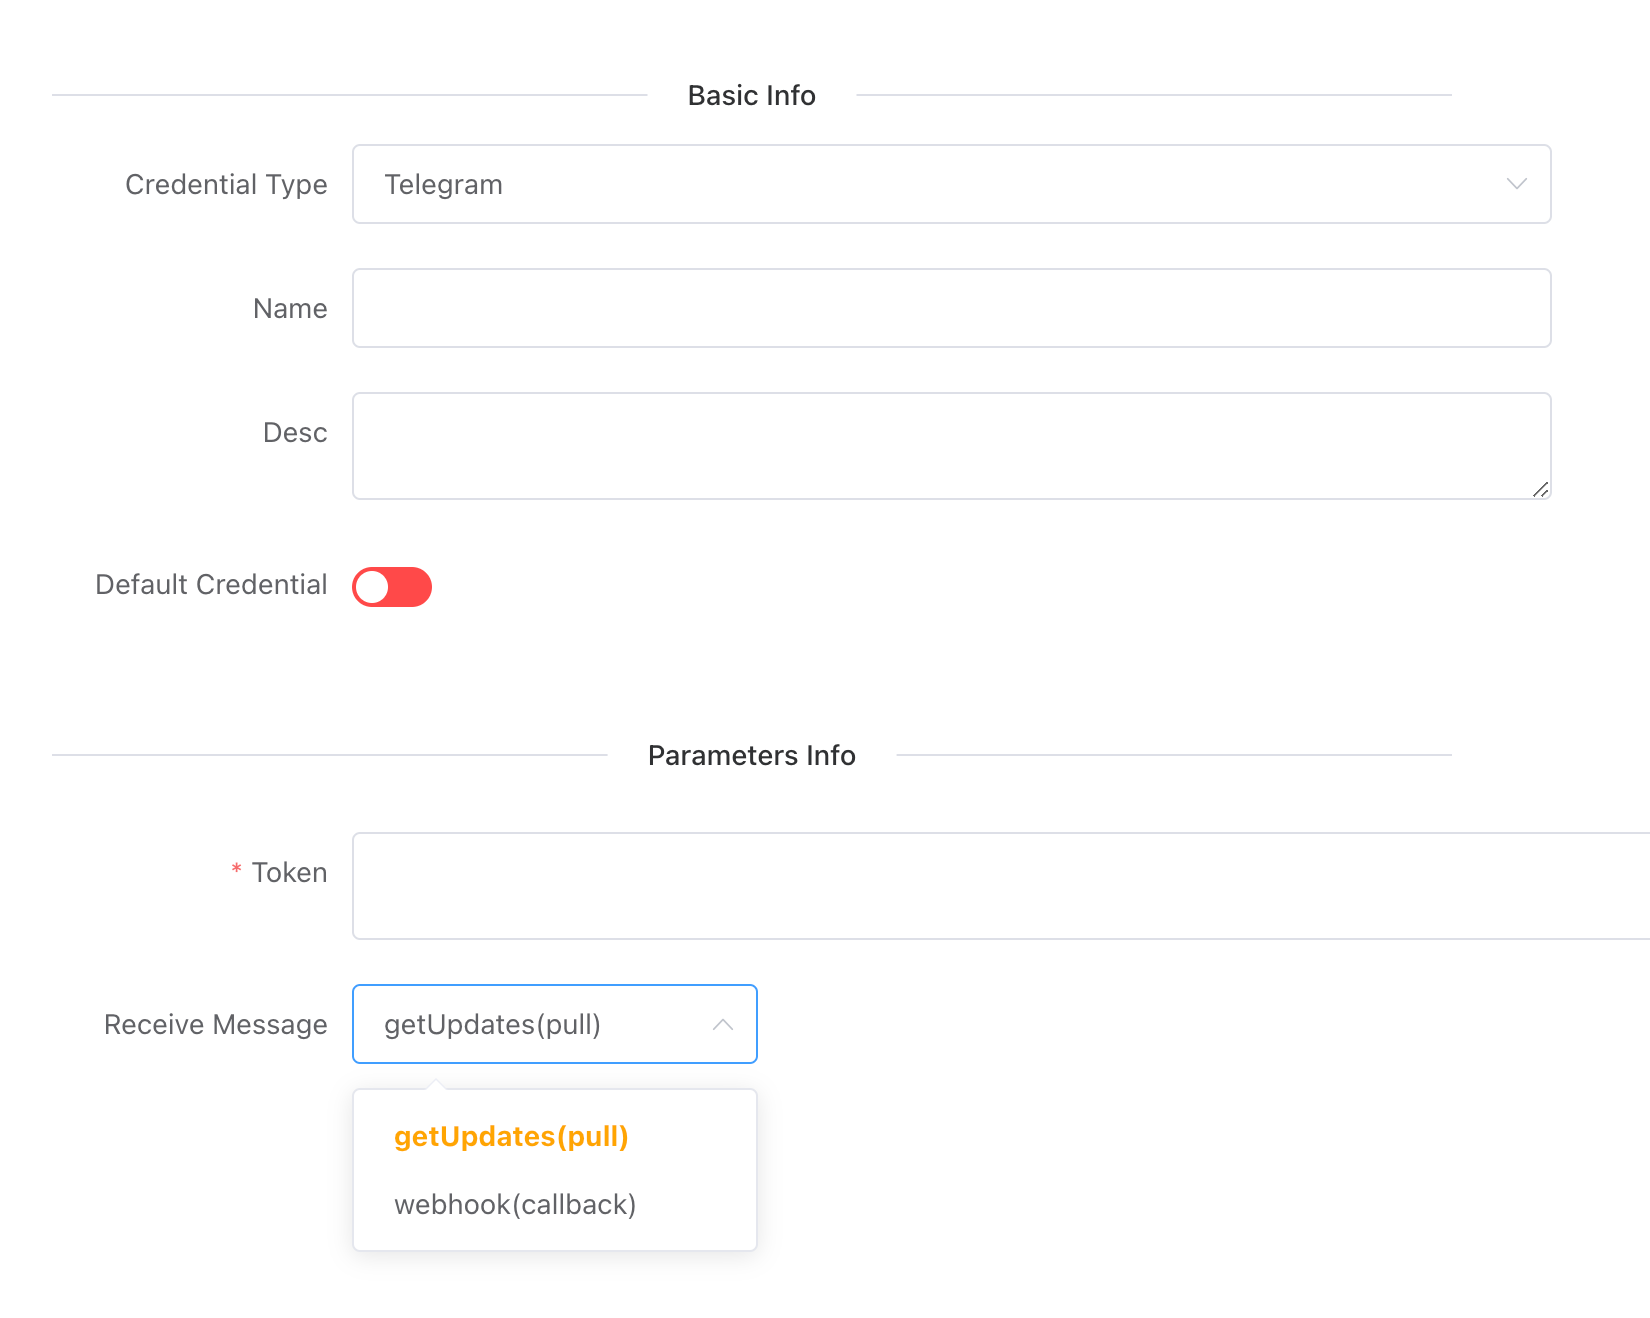 Basic Info
Credential Type
Telegram
Name
Desc
Default Credential
Parameters Info
* Token
Receive Message
getUpdates(pull)
getUpdates(pull)
webhook(callback)